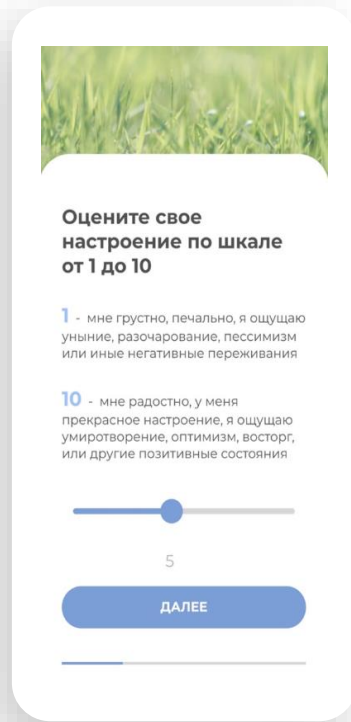 Оцените свое
настроение по шкале
от 1 до 10
1 - мне грустно, печально, я ощущаю
уныние, разочарование, пессимизм
или иные негативные переживания
10 - мне радостно, у меня
прекрасное настроение, я ощущаю
умиротворение, оптимизм, восторг,
или другие позитивные состояния
5
ДАЛЕЕ